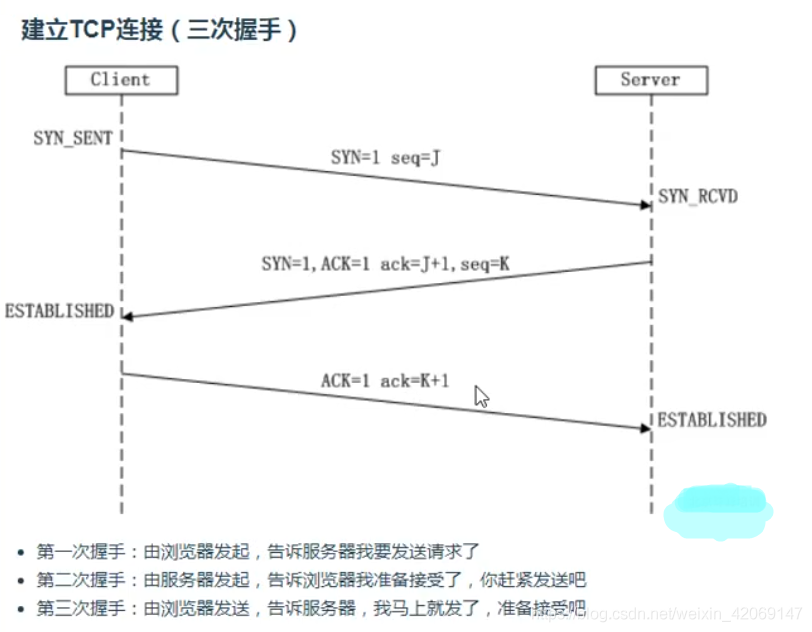 建立TCP连接（三次握手）
Client
Server
SYN_SENT
SYN=1 seq=J
SYN_RCVD
SYN=1,ACK=1 ack=J+1,seq=K
ESTABLISHED
ACK=1 ack=K+1
ESTABLISHED
• 第一次握手：由浏览器发起，告诉服务器我要发送请求了
• 第二次握手：由服务器发起，告诉浏览器我准备接受了，你赶紧发送吧
• 第三次握手：由浏览器发送，告诉服务器，我马上就发了，准备接受吧
https://blog.csdn.net/weixin_42069147